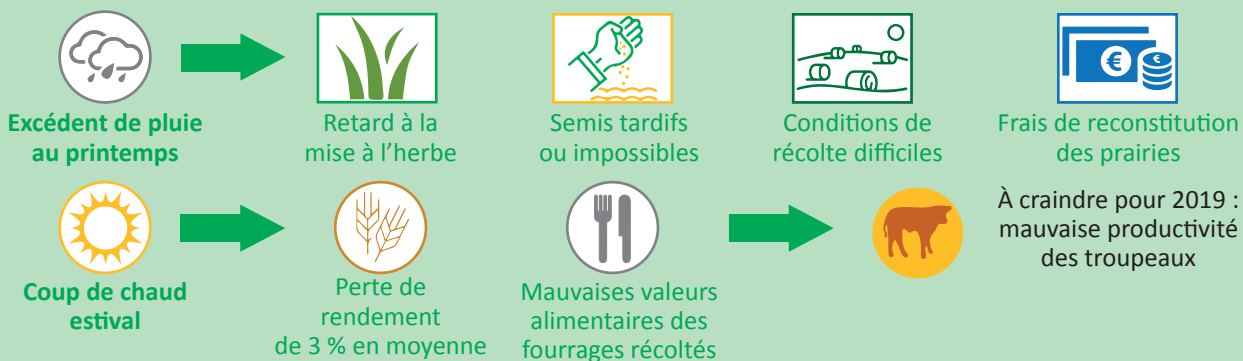 Excédent de pluie
au printemps
Retard à la
mise à l’herbe
Semis tardifs
ou impossibles
Conditions de
récolte difficiles
€
€
Frais de reconstitution
des prairies
Coup de chaud
estival
Perte de
rendement
de 3 % en moyenne
Mauvaises valeurs
alimentaires des
fourrages récoltés
À craindre pour 2019 :
mauvaise productivité
des troupeaux